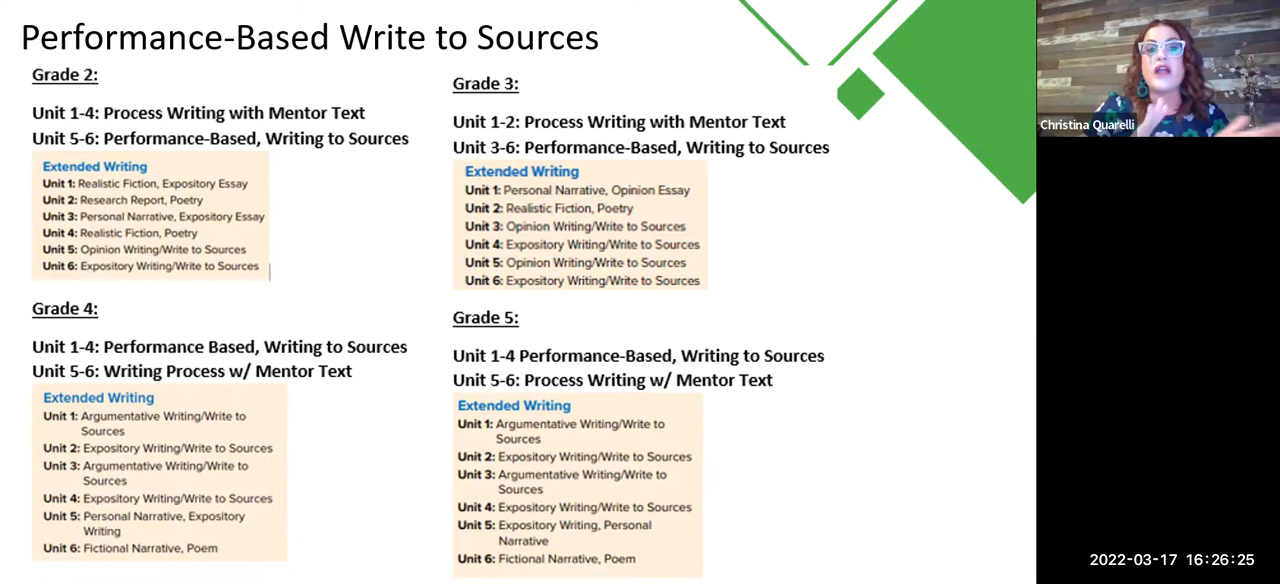 Performance-Based Write to Sources
Grade 2:
Unit 1-4: Process Writing with Mentor Text
Unit 5-6: Performance-Based, Writing to Sources
Extended Writing
Unit 1: Realistic Fiction, Expository Essay
Unit 2: Research Report, Poetry
Unit 3: Personal Narrative, Expository Essay
Unit 4: Realistic Fiction, Poetry
Unit 5: Opinion Writing/Write to Sources
Unit 6: Expository Writing/Write to Sources
Grade 3:
Unit 1-2: Process Writing with Mentor Text
Unit 3-6: Performance-Based, Writing to Sources
Extended Writing
Unit 1: Personal Narrative, Opinion Essay
Unit 2: Realistic Fiction, Poetry
Unit 3: Opinion Writing/Write to Sources
Unit 4: Expository Writing/Write to Sources
Unit 5: Opinion Writing/Write to Sources
Unit 6: Expository Writing/Write to Sources
Grade 4:
Unit 1-4: Performance Based, Writing to Sources
Unit 5-6: Writing Process w/ Mentor Text
Extended Writing
Unit 1: Argumentative Writing/Write to
Sources
Unit 2: Expository Writing/Write to Sources
Unit 3: Argumentative Writing/Write to
Sources
Unit 4: Expository Writing/Write to Sources
Unit 5: Personal Narrative, Expository
Writing
Unit 6: Fictional Narrative, Poem
Grade 5:
Unit 1-4 Performance-Based, Writing to Sources
Unit 5-6: Process Writing w/ Mentor Text
Extended Writing
Unit 1: Argumentative Writing/Write to
Sources
Unit 2: Expository Writing/Write to Sources
Unit 3: Argumentative Writing/Write to
Sources
Unit 4: Expository Writing/Write to Sources
Unit 5: Expository Writing, Personal
Narrative
Unit 6: Fictional Narrative, Poem
Christina Quarelli
2022-03-17 16:26:25